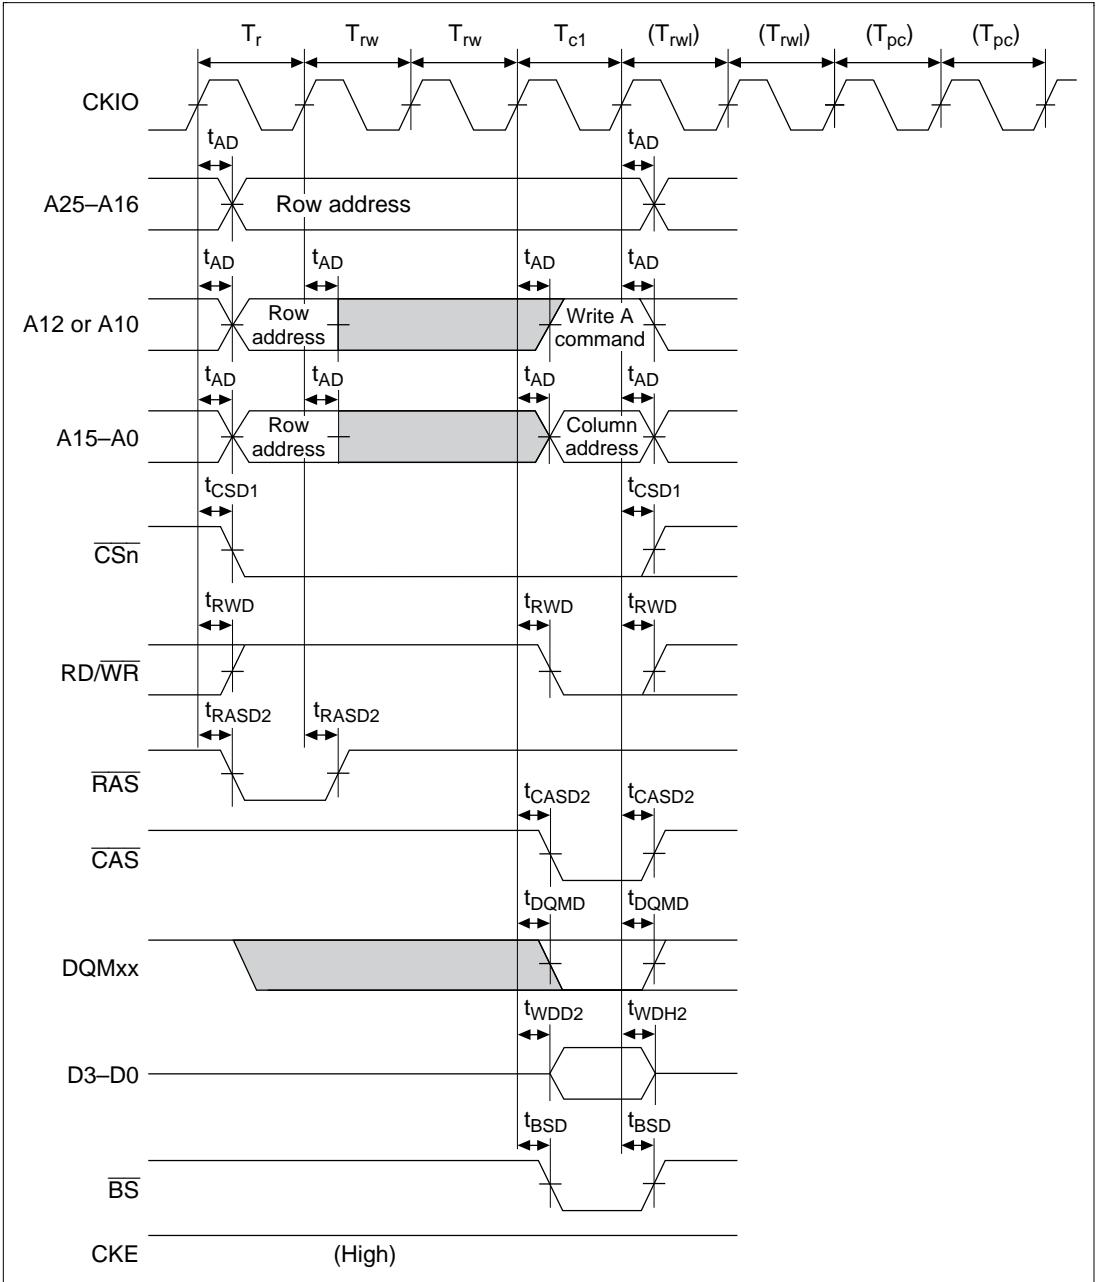 Tr Trw Trw Tc1 (Trwl) (Trwl) (Tpc) (Tpc)
CKIO
tAD tAD
A25–A16 Row address
tAD tAD tAD tAD
A12 or A10 Row address Write A command
tAD tAD tAD tAD
A15–A0 Row address Column address
tCSD1 tCSD1
CSn
tRWD tRWD tRWD
RD/WR
tRASD2 tRASD2
RAS
tCASD2 tCASD2
CAS
tDQMD tDQMD
DQMxx
tWDD2 tWDH2
D3–D0
tBSD tBSD
BS
CKE (High)